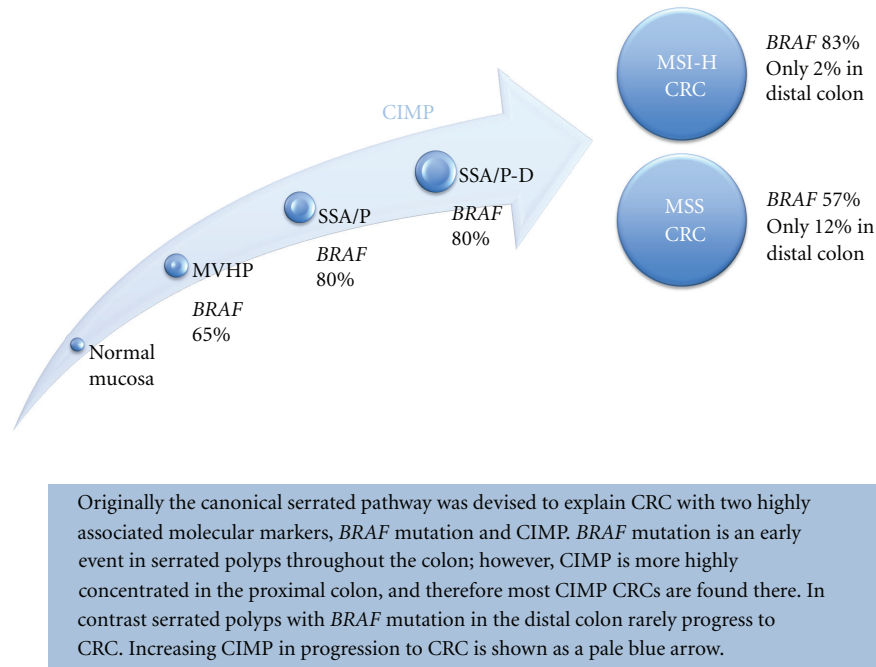 CIMP
MSI-H
CRC
BRAF 83%
Only 2% in
distal colon
SSA/P-D
BRAF
80%
SSA/P
BRAF
80%
MSS
CRC
BRAF 57%
Only 12% in
distal colon
MVHP
BRAF
65%
Normal
mucosa
Originally the canonical serrated pathway was devised to explain CRC with two highly
associated molecular markers, BRAF mutation and CIMP. BRAF mutation is an early
event in serrated polyps throughout the colon; however, CIMP is more highly
concentrated in the proximal colon, and therefore most CIMP CRCs are found there. In
contrast serrated polyps with BRAF mutation in the distal colon rarely progress to
CRC. Increasing CIMP in progression to CRC is shown as a pale blue arrow.